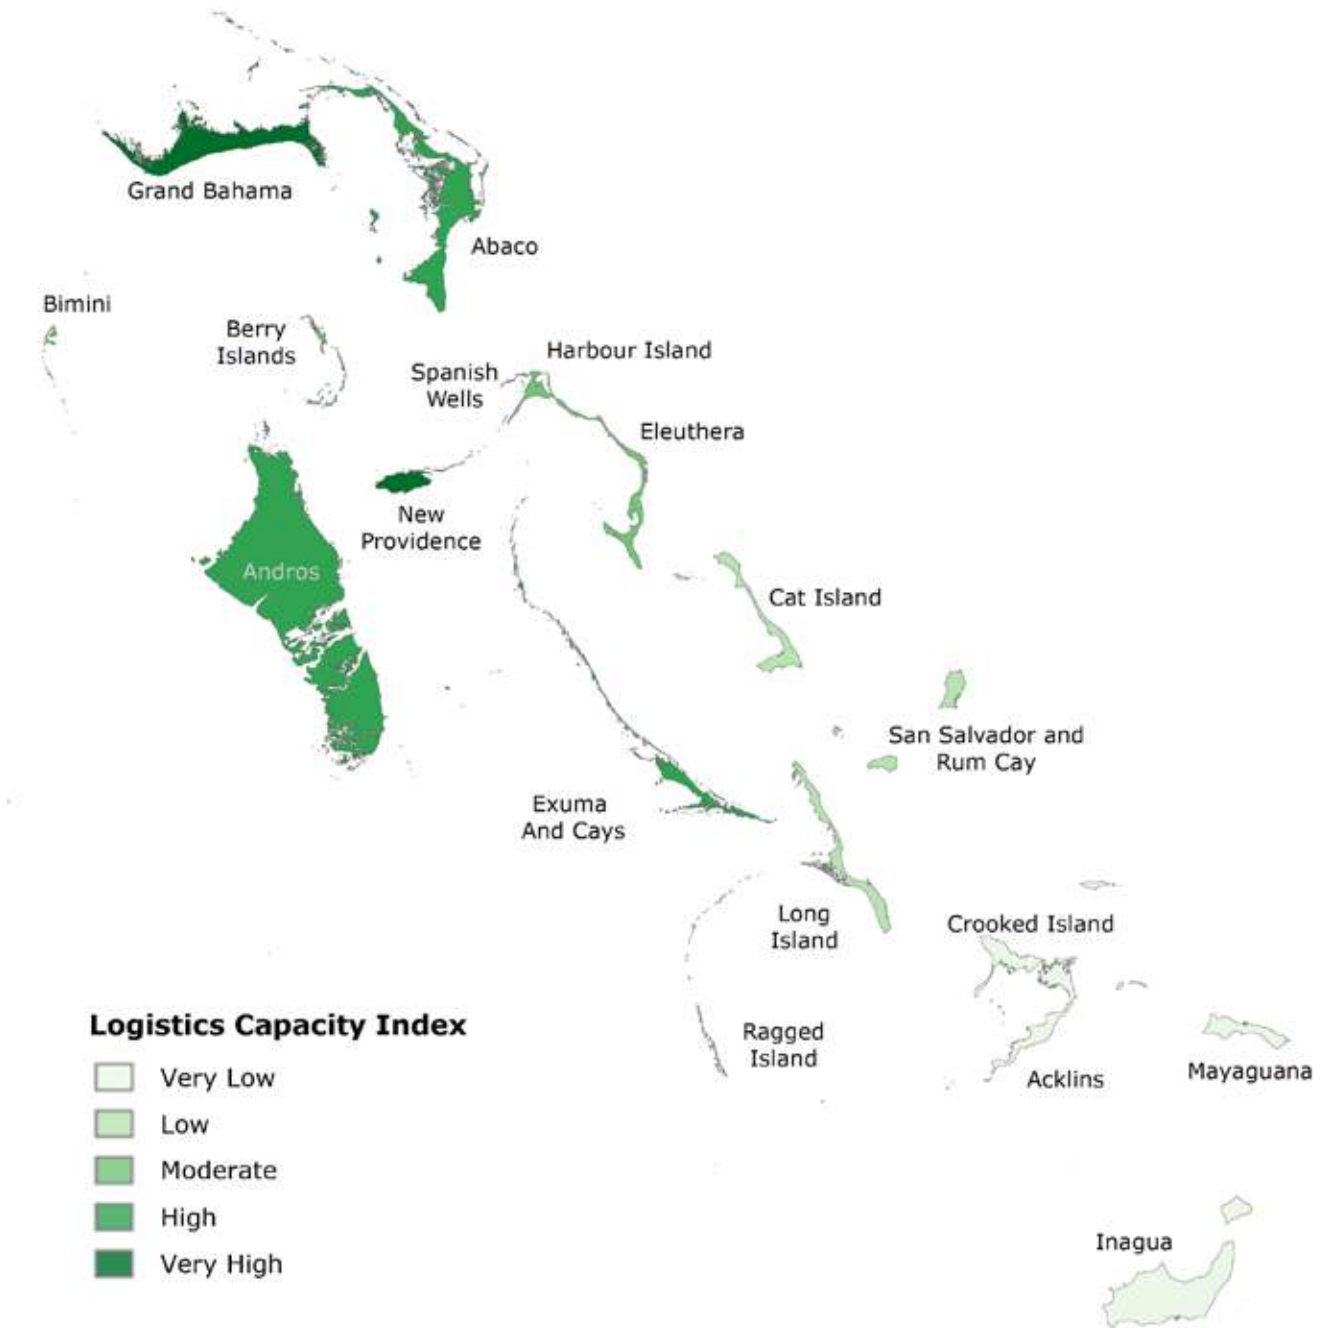 Grand Bahama
Abaco
Bimini
Berry
Islands
Harbour Island
Spanish
Wells
Eleuthera
New
Providence
Andros
Cat Island
San Salvador and
Rum Cay
Exuma
And Cays
Long
Island
Crooked Island
Ragged
Island
Acklins
Mayaguana
Inagua
Logistics Capacity Index
Very Low
Low
Moderate
High
Very High